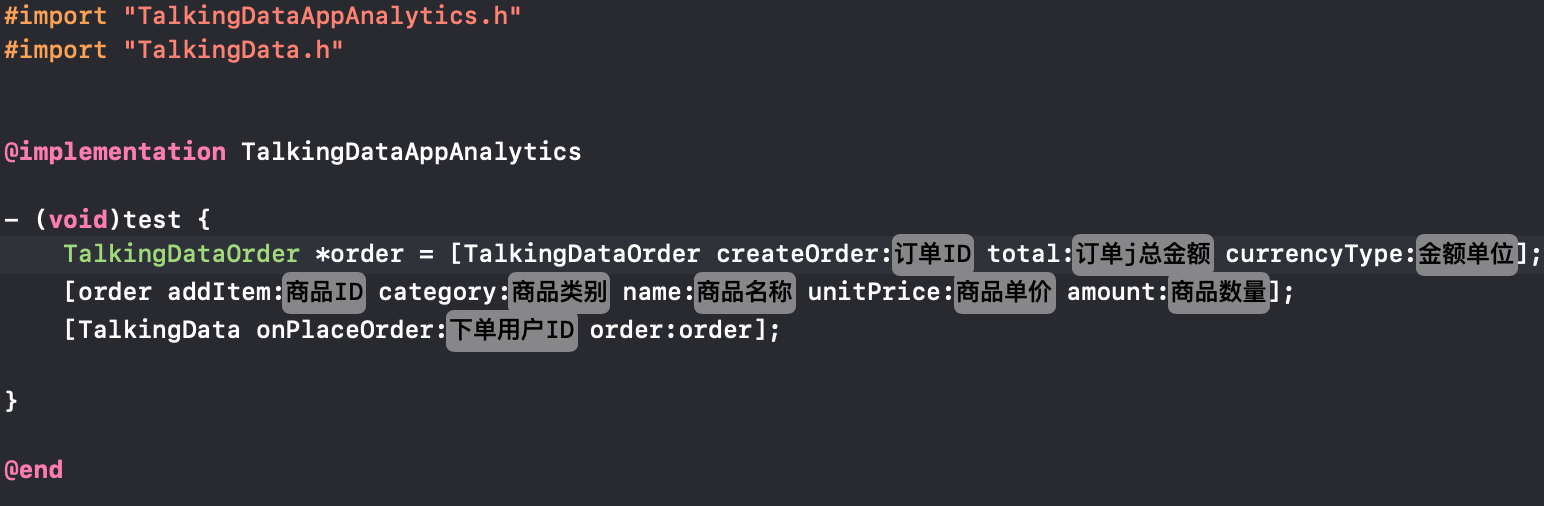 #import "TalkingDataAppAnalytics.h"
#import "TalkingData.h"
@implementation TalkingDataAppAnalytics
- (void)test {
TalkingDataOrder *order = [TalkingDataOrder createOrder:订单ID total:订单j总金额 currencyType:金额单位];
[order addItem:商品ID category:商品类别 name:商品名称 unitPrice:商品单价 amount:商品数量];
[TalkingData onPlaceOrder:下单用户ID order:order];
}
@end